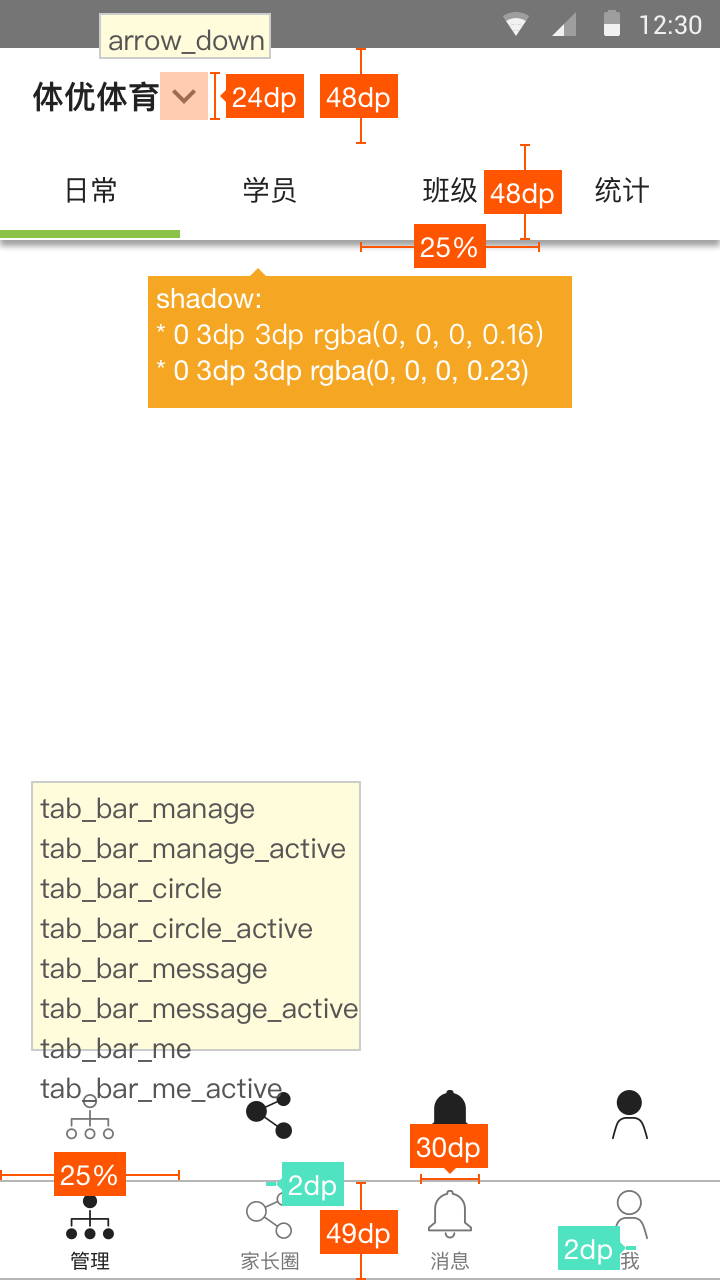 12:30
arrow_down
体优体育
24dp
48dp
日常
学员
班级
48dp
统计
25%
shadow:
* 0 3dp 3dp rgba(0, 0, 0, 0.16)
* 0 3dp 3dp rgba(0, 0, 0, 0.23)
tab_bar_manage
tab_bar_manage_active
tab_bar_circle
tab_bar_circle_active
tab_bar_message
tab_bar_message_active
tab_bar_me
tab_bar_me_active
30dp
25%
2dp
49dp
2dp
管理
家长圈
消息
我